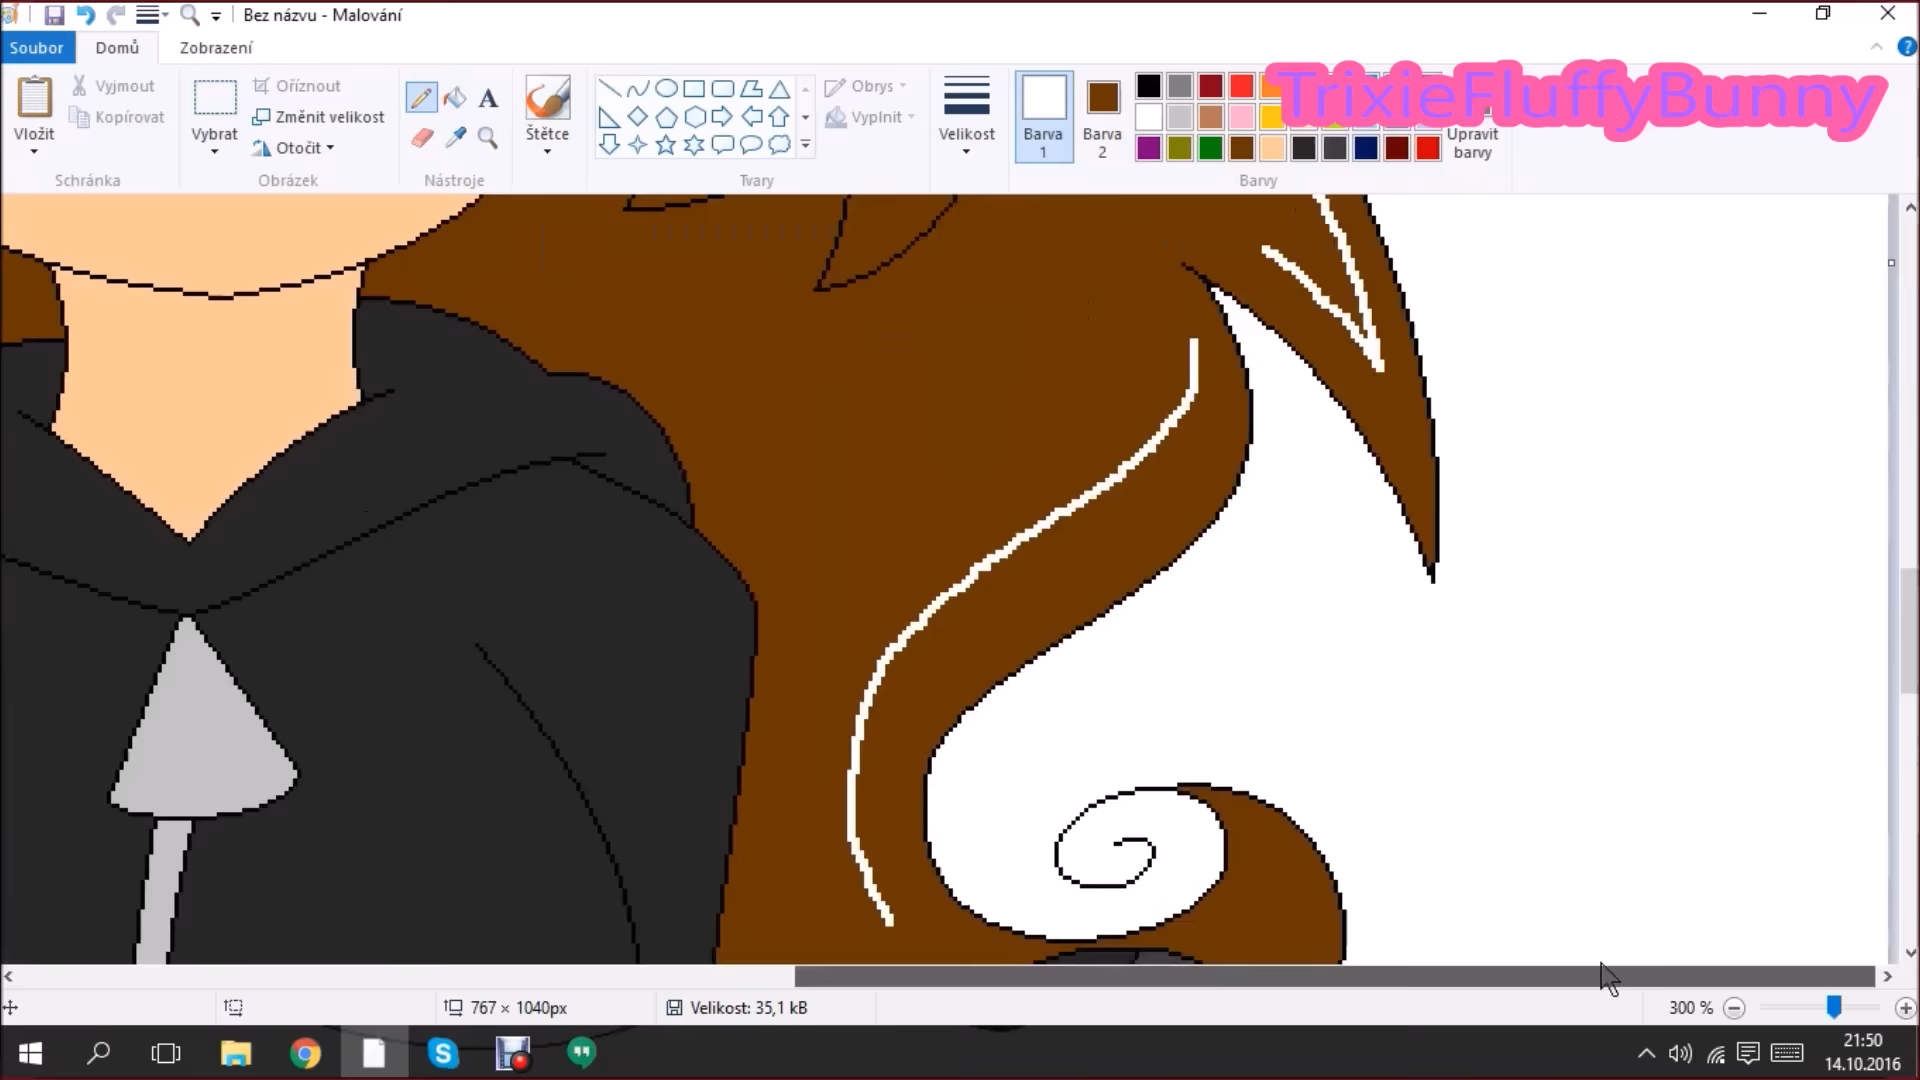 Bez názvu - Malování
Soubor
Domů
Zobrazení
Vložit
Vyjmout
Kopírovat
Schránka
Vybrat
Oříznout
Změnit velikost
Otočit
Obrázek
A
Nástroje
Štětce
Tvary
Obrys
Vyplnit
Velikost
Barva
1
Barva
2
Upravit
barvy
Barvy
TrixieFluffyBunny
767 × 1040px
Velikost: 35,1 kB
300 %
21:50
14.10.2016